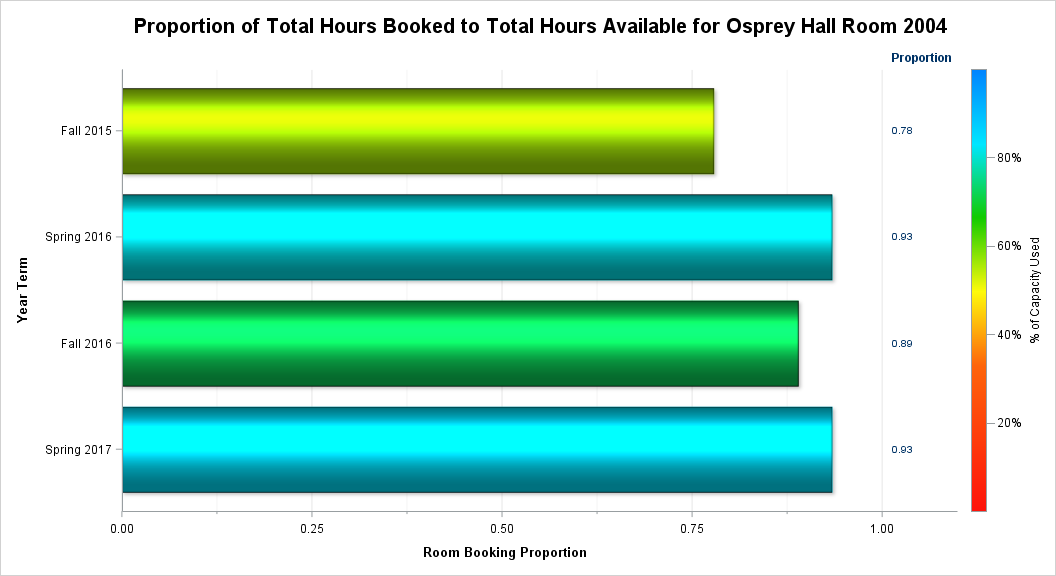 Proportion of Total Hours Booked to Total Hours Available for Osprey Hall Room 2004
Proportion
Fall 2015
0.78
Spring 2016
0.93
Fall 2016
0.89
Spring 2017
0.93
Year Term
0.00
0.25
0.50
0.75
1.00
Room Booking Proportion
80%
60%
40%
20%
% of Capacity Used